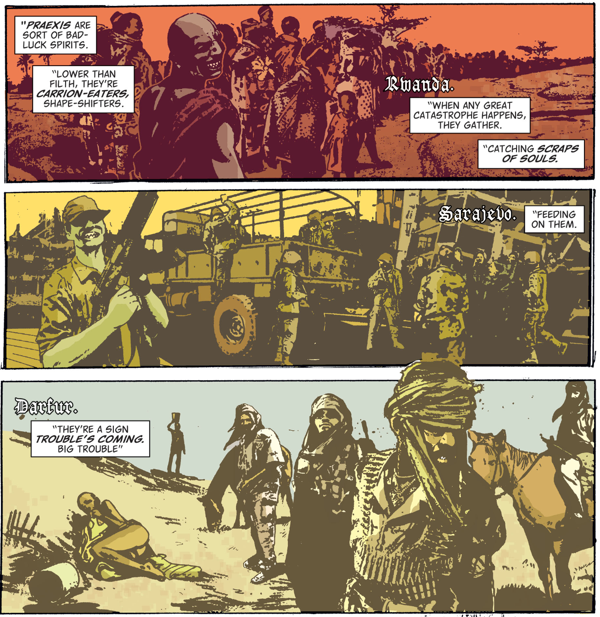 "PRAEXIS ARE
SORT OF BAD-
LUCK SPIRITS.
"LOWER THAN
FILTH, THEY'RE
CARRION-EATERS,
SHAPE-SHIFTERS.
Rwanda.
"WHEN ANY GREAT
CATASTROPHE HAPPENS,
THEY GATHER.
"CATCHING SCRAPS
OF SOULS.
Sarajevo.
"FEEDING
ON THEM.
Darfur.
"THEY'RE A SIGN
TROUBLE'S COMING.
BIG TROUBLE"